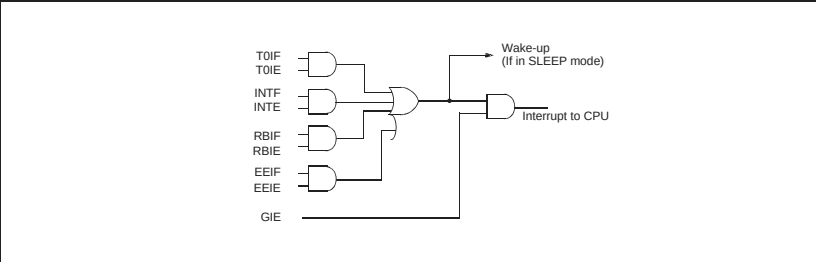 T0IF
T0IE
INTF
INTE
RBIF
RBIE
EEIF
EEIE
GIE
Wake-up
(If in SLEEP mode)
Interrupt to CPU